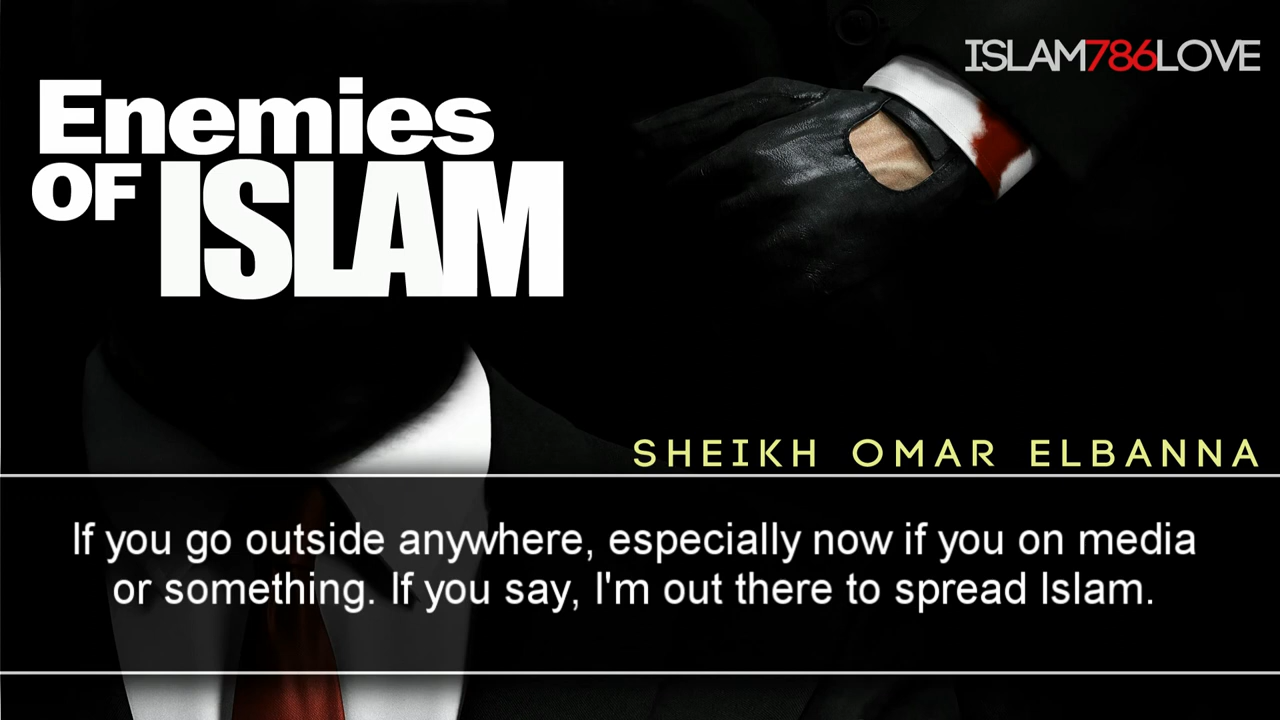 ISLAM786LOVE
Enemies
OF ISLAM
SHEIKH OMAR ELBANNA
If you go outside anywhere, especially now if you on media
or something. If you say, I'm out there to spread Islam.